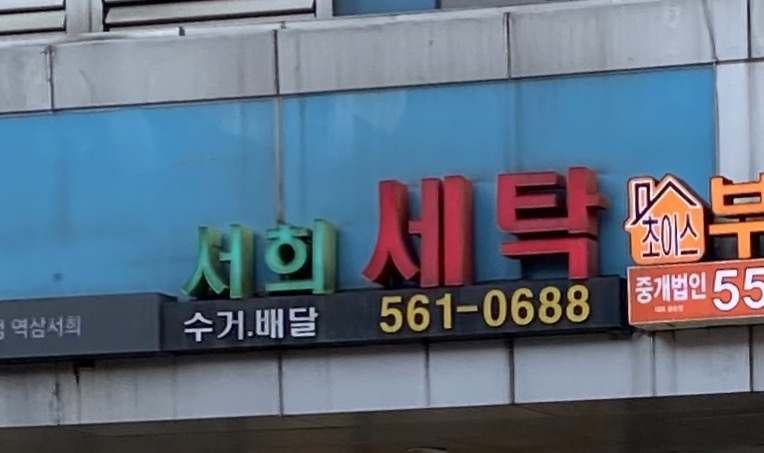 서희 세탁
수거.배달 561-0688
역삼서희
초이스 부
중개법인 55